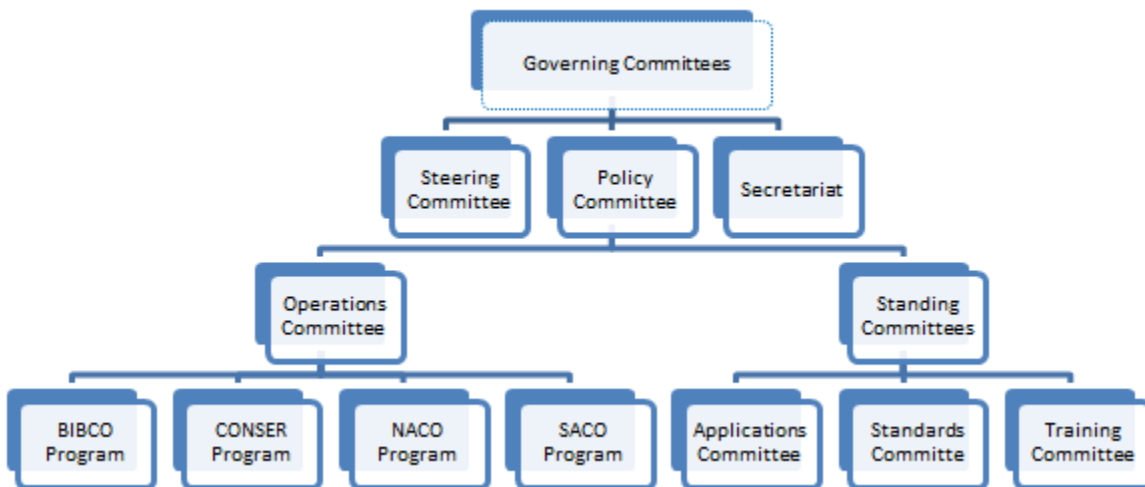 Governing Committees
Steering
Committee
Policy
Committee
Secretariat
Operations
Committee
Standing
Committees
BIBCO
Program
CONSER
Program
NACO
Program
SACO
Program
Applications
Committee
Standards
Committe
Training
Committee